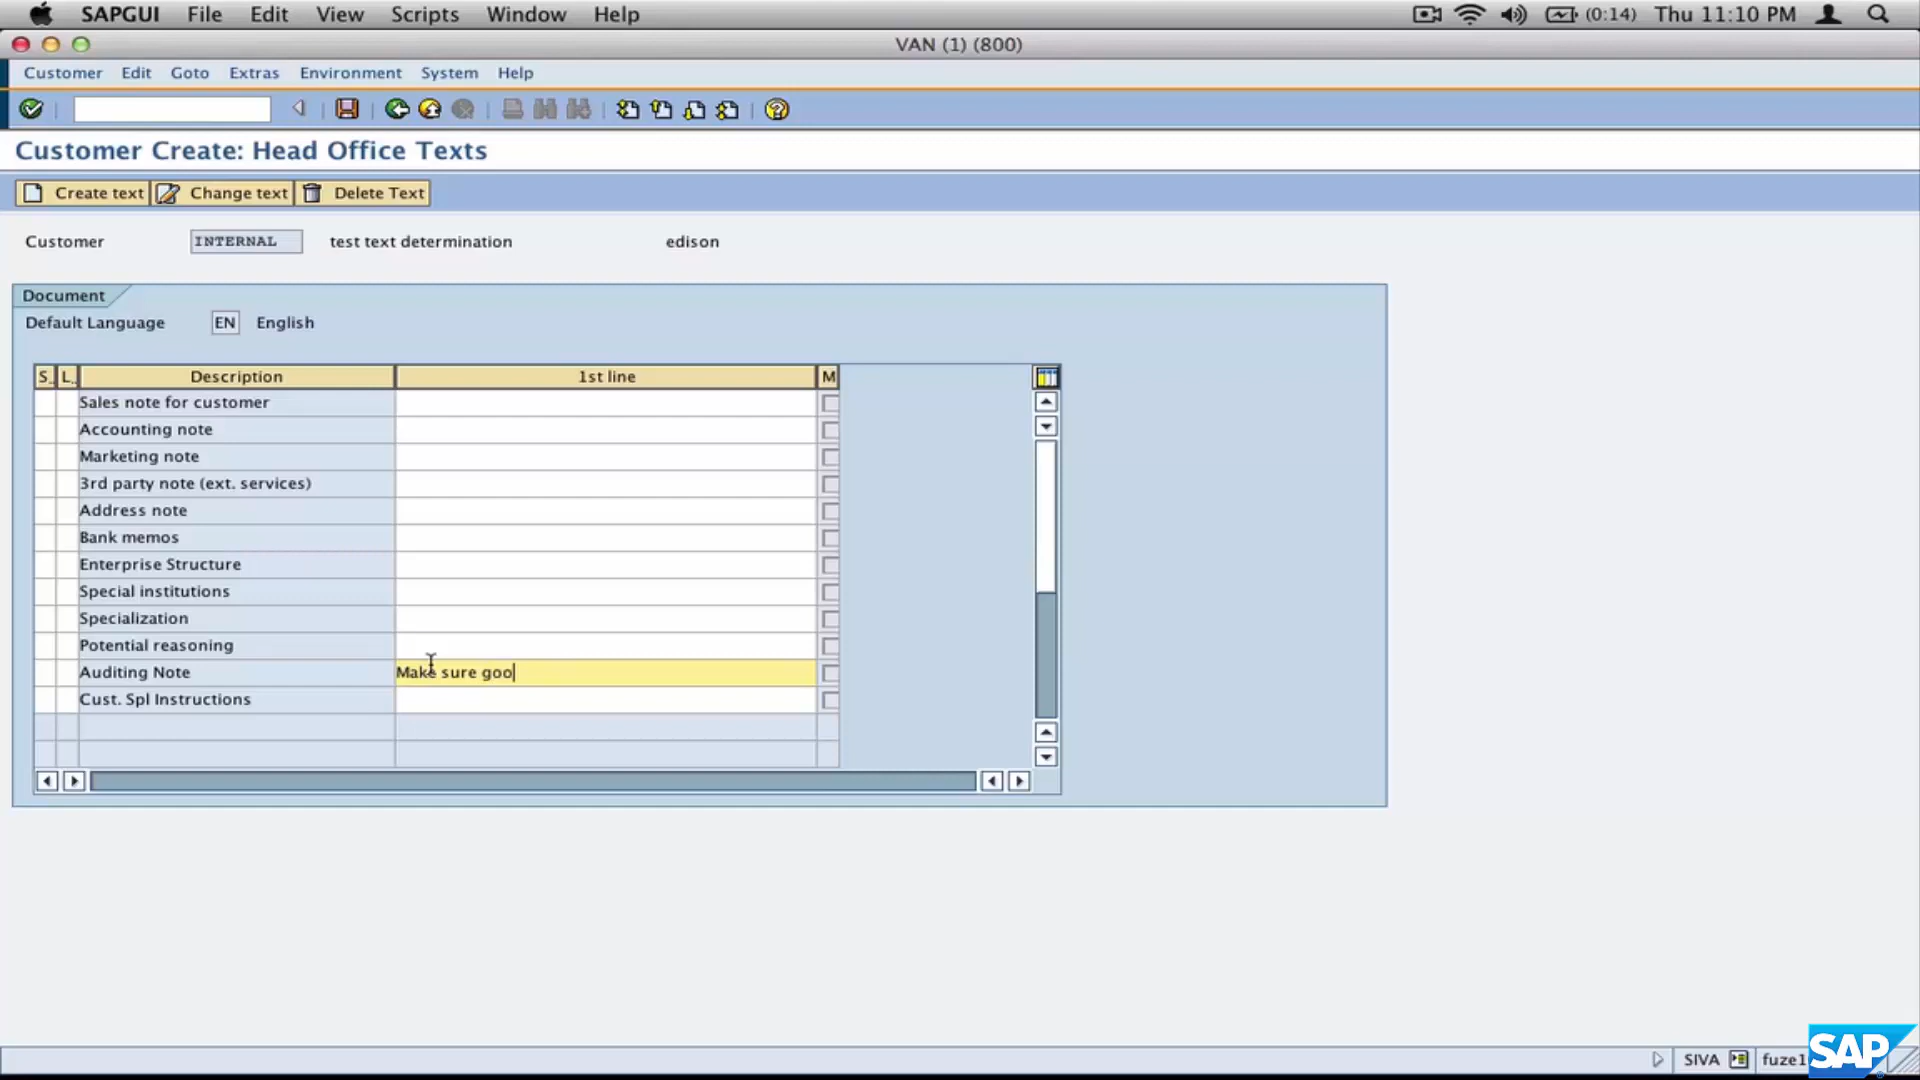 SAPGUI File Edit View Scripts Window Help (0:14) Thu 11:10 PM
VAN (1) (800)
Customer Edit Goto Extras Environment System Help
Customer Create: Head Office Texts
Create text Change text Delete Text
Customer INTERNAL test text determination edison
Document
Default Language EN English
S.. L.. Description 1st line M
Sales note for customer
Accounting note
Marketing note
3rd party note (ext. services)
Address note
Bank memos
Enterprise Structure
Special institutions
Specialization
Potential reasoning
Auditing Note Make sure goo
Cust. Spl Instructions
SIVA fuze1
SAP